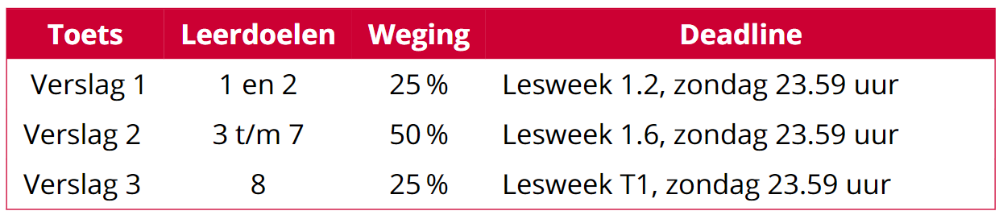 Toets Leerdoelen Weging Deadline
Verslag 1 1 en 2 25 % Lesweek 1.2, zondag 23.59 uur
Verslag 2 3 t/m 7 50 % Lesweek 1.6, zondag 23.59 uur
Verslag 3 8 25 % Lesweek T1, zondag 23.59 uur